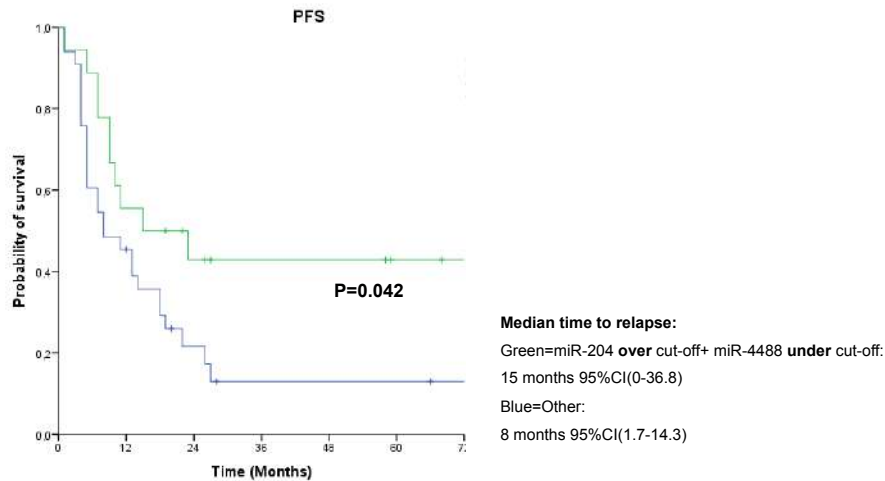 PFS
1,0
0,8
0,6
0,4
0,2
0,0
Probability of survival
P=0.042
0 12 24 36 48 60 72
Time (Months)
Median time to relapse:
Green=miR-204 over cut-off+ miR-4488 under cut-off:
15 months 95%CI(0-36.8)
Blue=Other:
8 months 95%CI(1.7-14.3)